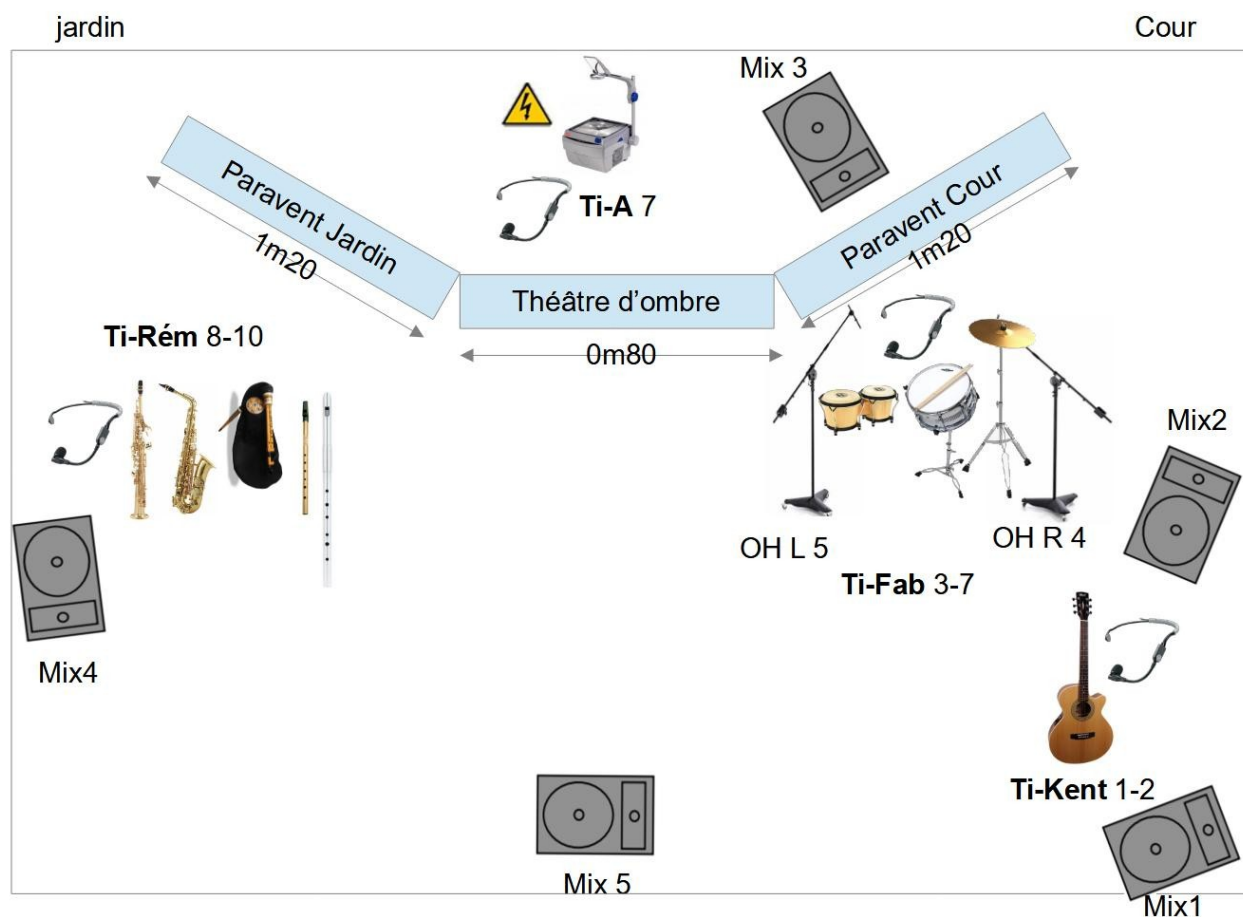 jardin
Cour
Mix 3
Paravent Jardin
1m20
Ti-A 7
Paravent Cour
1m20
Théâtre d’ombre
0m80
Ti-Rém 8-10
Mix2
OH L 5
OH R 4
Ti-Fab 3-7
Mix4
Ti-Kent 1-2
Mix 5
Mix1